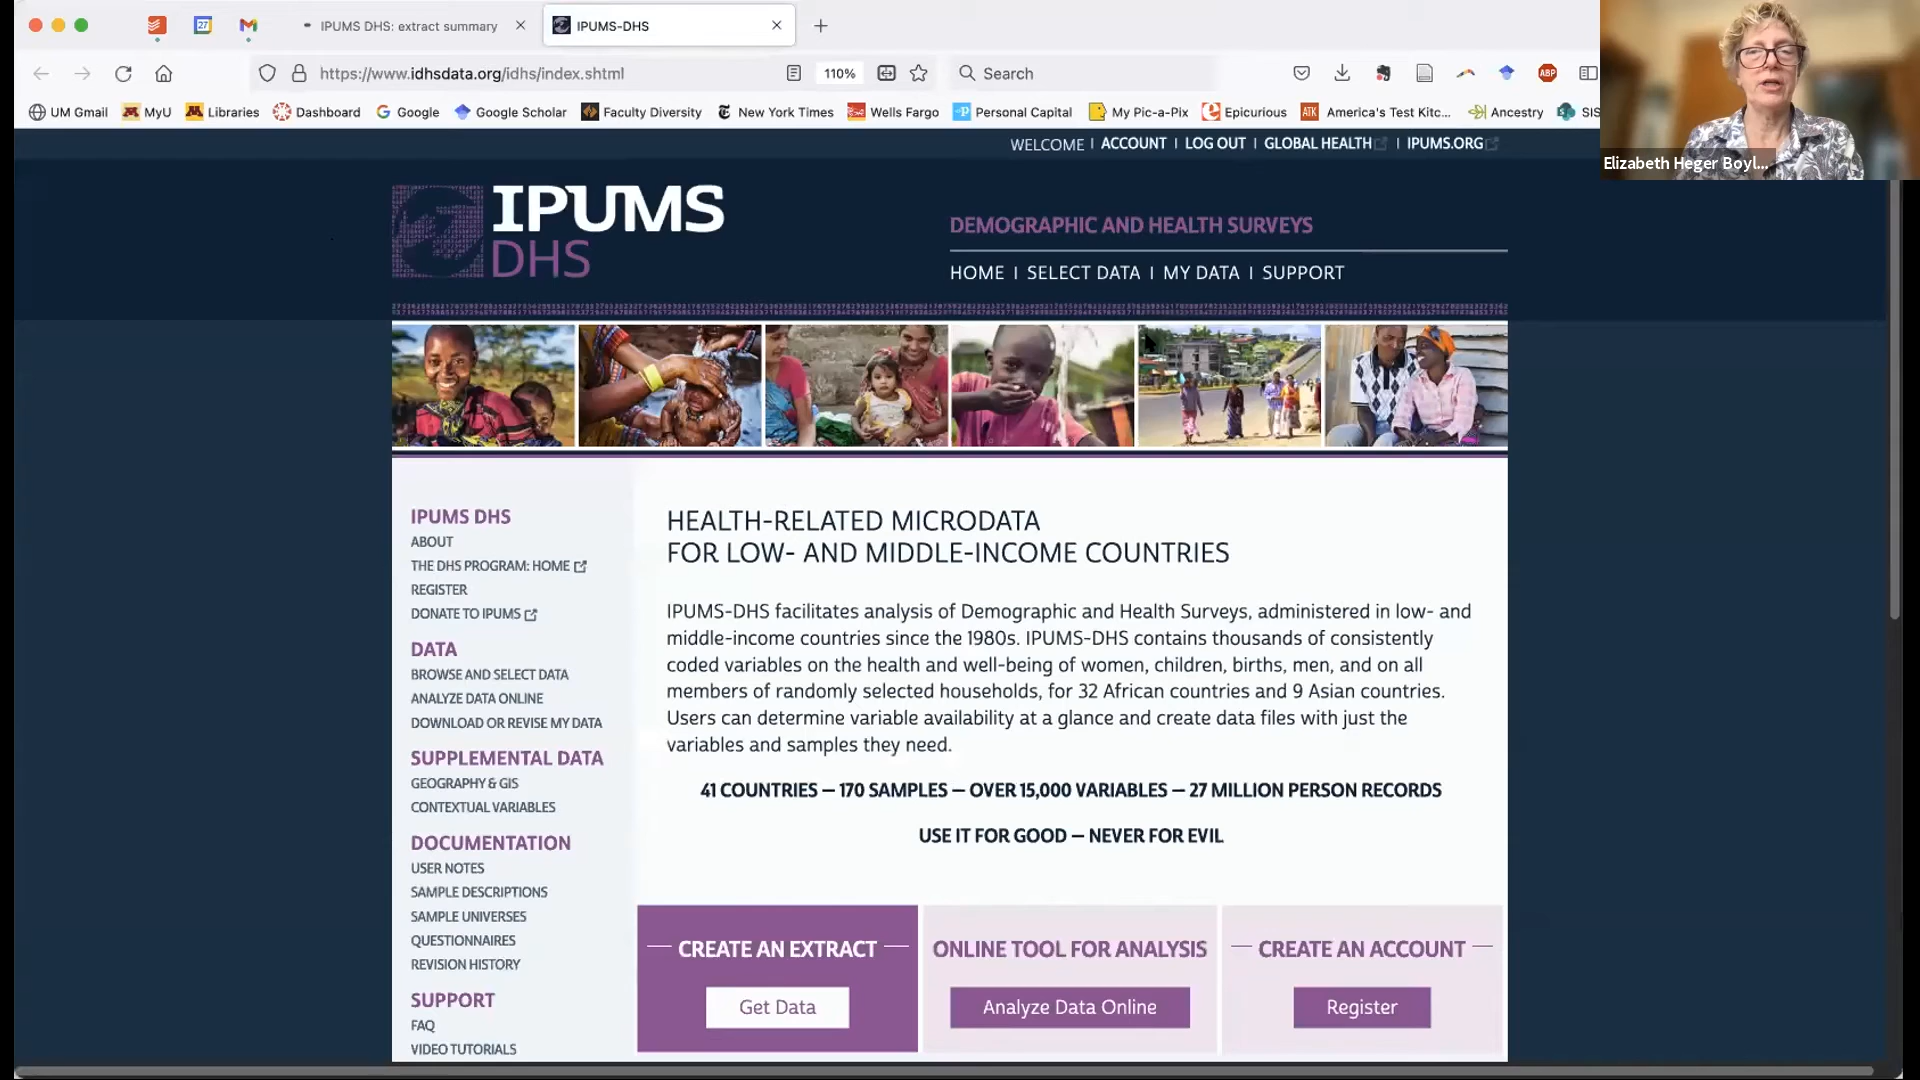 27
IPUMS DHS: extract summary
IPUMS-DHS
https://www.idhsdata.org/idhs/index.shtml
110%
Search
ABP
UM Gmail
MyU
Libraries
Dashboard
Google
Google Scholar
Faculty Diversity
New York Times
Wells Fargo
Personal Capital
My Pic-a-Pix
Epicurious
ATK
America's Test Kitc...
Ancestry
SIS
Elizabeth Heger Boyl...
WELCOME | ACCOUNT | LOG OUT | GLOBAL HEALTH | IPUMS.ORG
IPUMS
DHS
DEMOGRAPHIC AND HEALTH SURVEYS
HOME | SELECT DATA | MY DATA | SUPPORT
IPUMS DHS
ABOUT
THE DHS PROGRAM: HOME
REGISTER
DONATE TO IPUMS
DATA
BROWSE AND SELECT DATA
ANALYZE DATA ONLINE
DOWNLOAD OR REVISE MY DATA
SUPPLEMENTAL DATA
GEOGRAPHY & GIS
CONTEXTUAL VARIABLES
DOCUMENTATION
USER NOTES
SAMPLE DESCRIPTIONS
SAMPLE UNIVERSES
QUESTIONNAIRES
REVISION HISTORY
SUPPORT
FAQ
VIDEO TUTORIALS
HEALTH-RELATED MICRODATA
FOR LOW- AND MIDDLE-INCOME COUNTRIES
IPUMS-DHS facilitates analysis of Demographic and Health Surveys, administered in low- and
middle-income countries since the 1980s. IPUMS-DHS contains thousands of consistently
coded variables on the health and well-being of women, children, births, men, and on all
members of randomly selected households, for 32 African countries and 9 Asian countries.
Users can determine variable availability at a glance and create data files with just the
variables and samples they need.
41 COUNTRIES — 170 SAMPLES — OVER 15,000 VARIABLES — 27 MILLION PERSON RECORDS
USE IT FOR GOOD — NEVER FOR EVIL
CREATE AN EXTRACT
Get Data
ONLINE TOOL FOR ANALYSIS
Analyze Data Online
CREATE AN ACCOUNT
Register